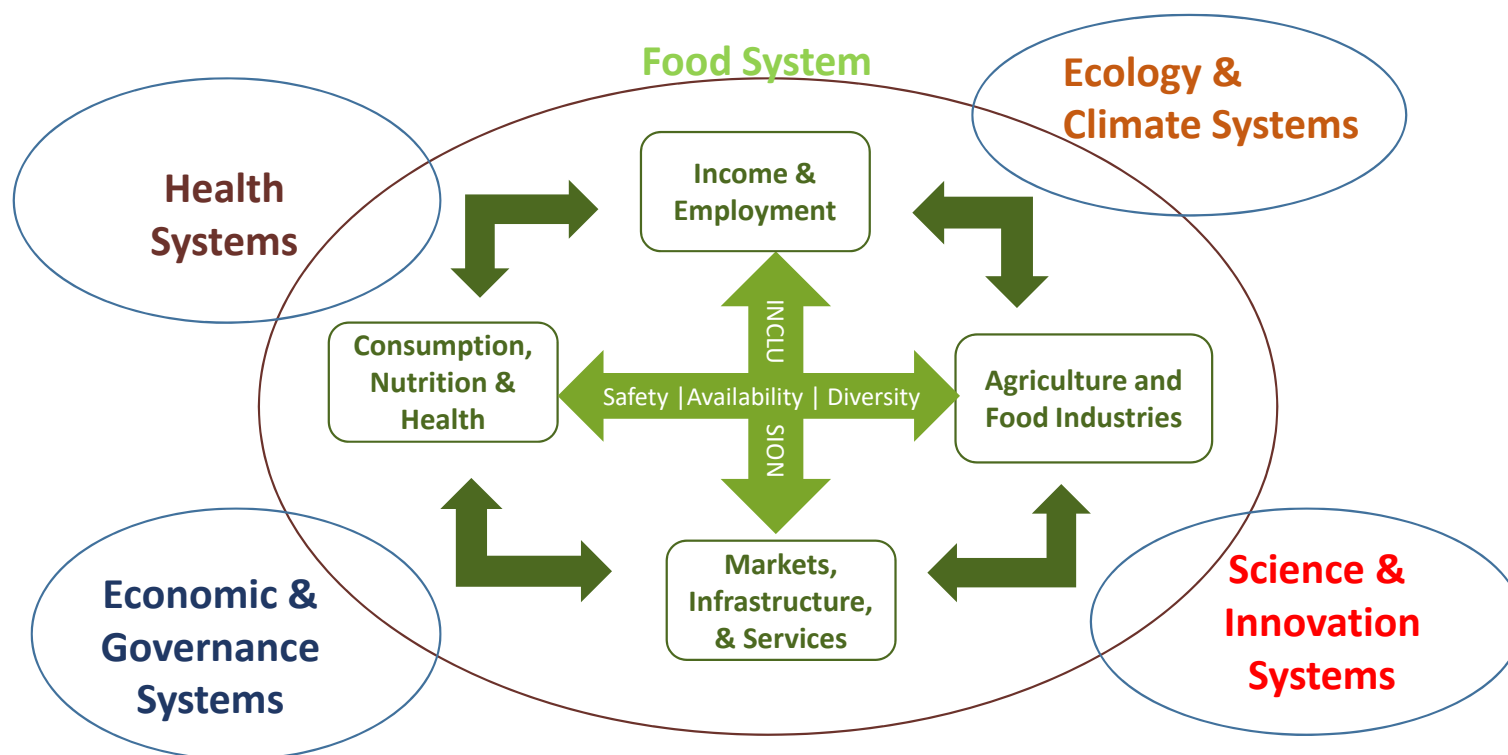 Food System
Ecology &
Climate Systems
Health
Systems
Income &
Employment
INCLU
SION
Consumption,
Nutrition &
Health
Safety |Availability | Diversity
Agriculture and
Food Industries
Markets,
Infrastructure,
& Services
Economic &
Governance
Systems
Science &
Innovation
Systems